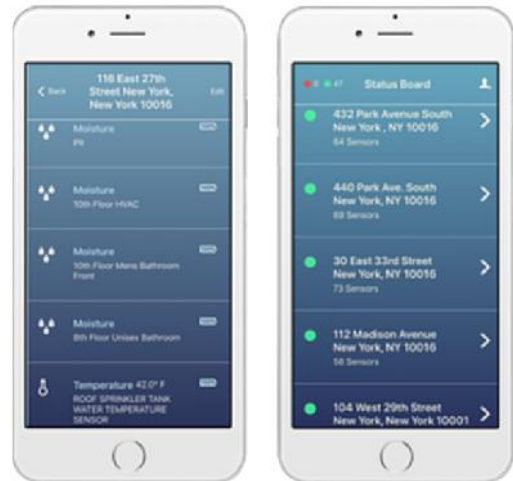 116 East 27th
Street New York,
New York 10016
Back
Edit
Moisture
Pit
Moisture
10th Floor HVAC
Moisture
10th Floor Mens Bathroom
Front
Moisture
8th Floor Unisex Bathroom
Temperature 42.0° F
ROOF SPRINKLER TANK
WATER TEMPERATURE
SENSOR
47
Status Board
432 Park Avenue South
New York , NY 10016
64 Sensors
440 Park Ave. South
New York, NY 10016
69 Sensors
30 East 33rd Street
New York, NY 10016
73 Sensors
112 Madison Avenue
New York, NY 10016
58 Sensors
104 West 29th Street
New York, New York 10001